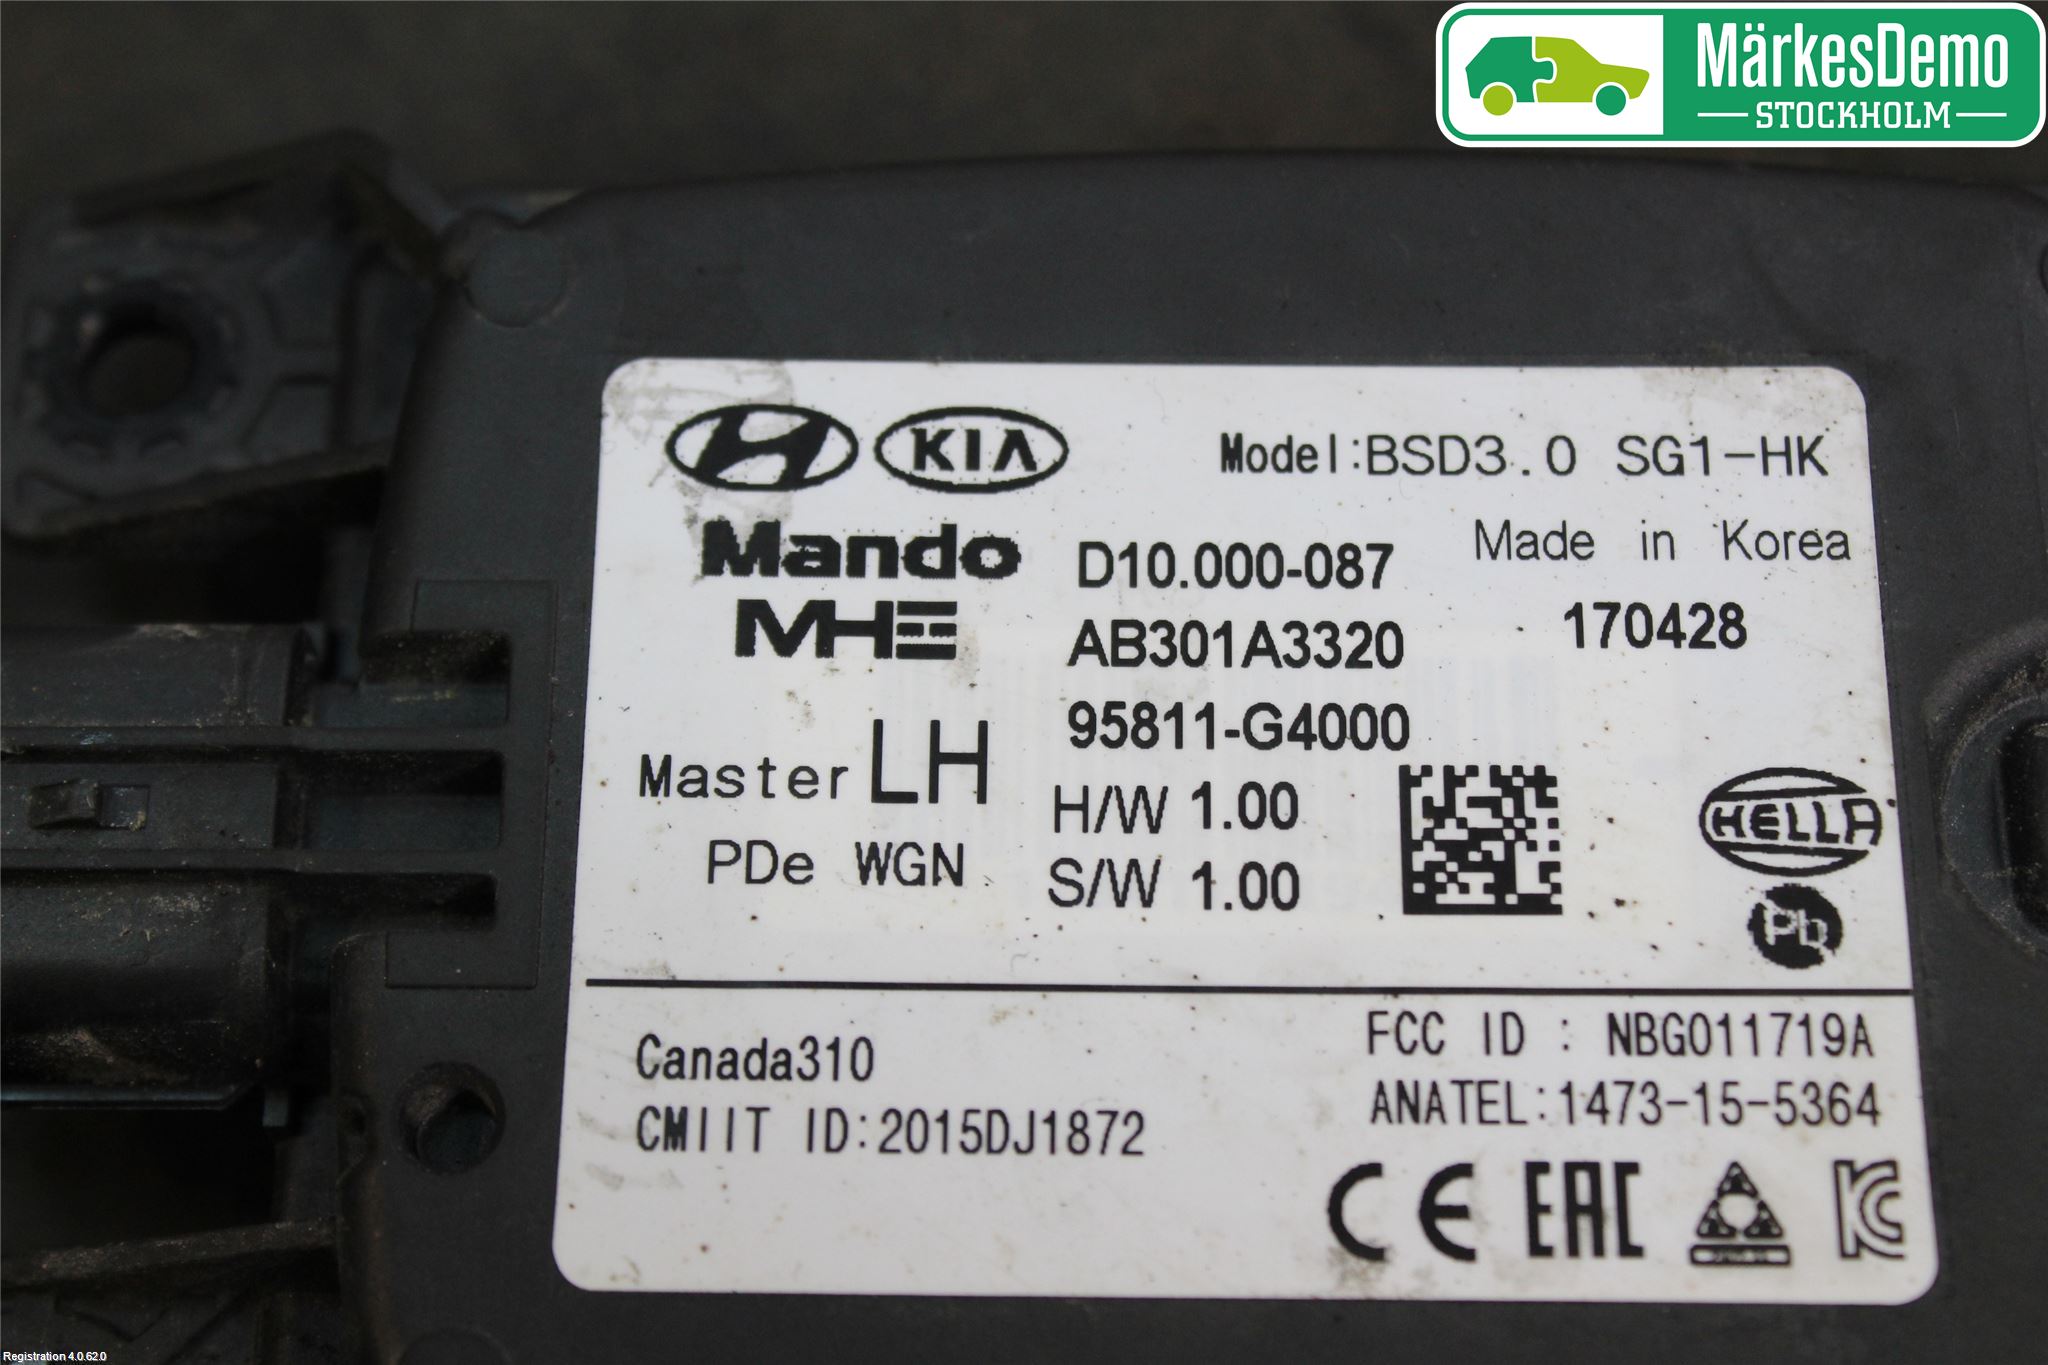 MärkesDemo
STOCKHOLM
KIA
Model:BSD3.0 SG1-HK
Mando
D10.000-087
Made in Korea
MHE
AB301A3320
170428
95811-G4000
Master LH
H/W 1.00
HELLA
PDe WGN
S/W 1.00
Pb
Canada310
FCC ID : NBG011719A
CMIIT ID:2015DJ1872
ANATEL:1473-15-5364
CE EAC KC
Registration 4.0.62.0